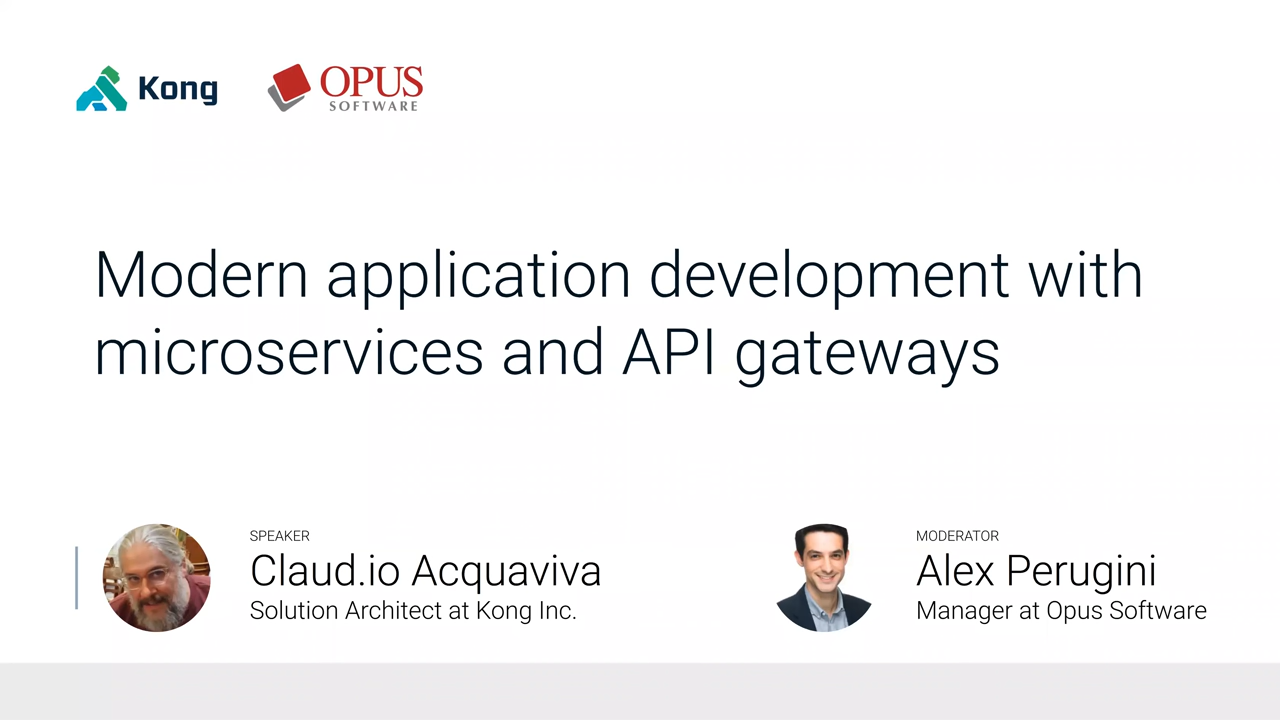 Kong
OPUS
SOFTWARE
Modern application development with
microservices and API gateways
SPEAKER
Claud.io Acquaviva
Solution Architect at Kong Inc.
MODERATOR
Alex Perugini
Manager at Opus Software